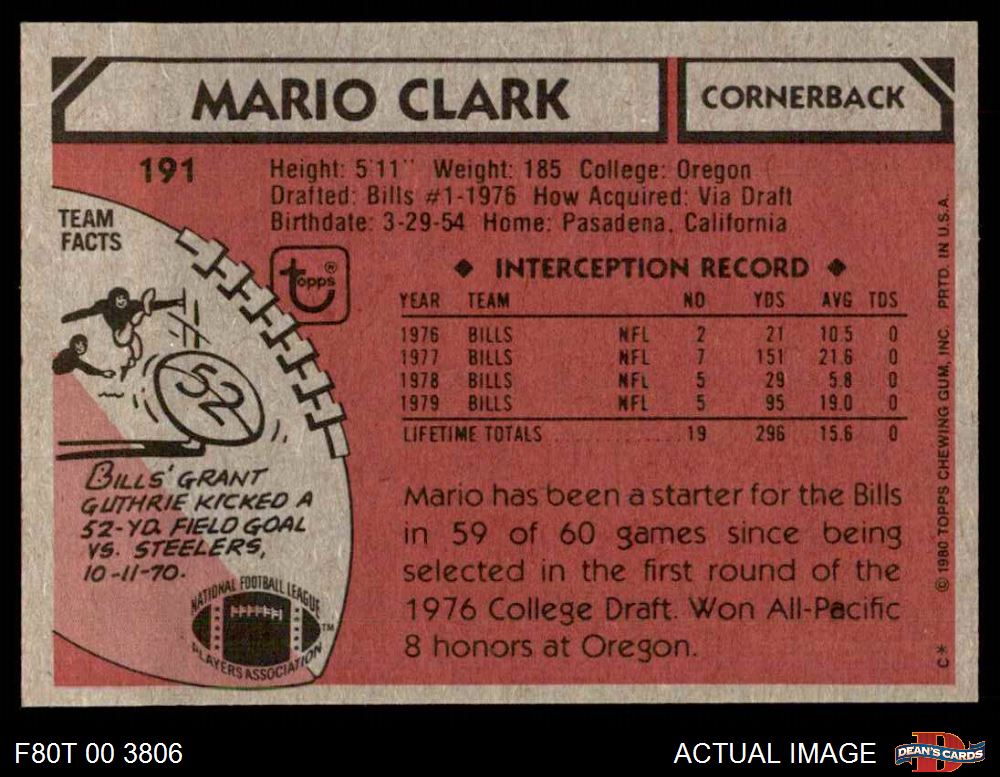 MARIO CLARK
CORNERBACK
191
Height: 5'11" Weight: 185 College: Oregon
Drafted: Bills #1-1976 How Acquired: Via Draft
Birthdate: 3-29-54 Home: Pasadena, California
TEAM
FACTS
topps®
◆ INTERCEPTION RECORD ◆
YEAR TEAM NO YDS AVG TDS
1976 BILLS NFL 2 21 10.5 0
1977 BILLS NFL 7 151 21.6 0
1978 BILLS NFL 5 29 5.8 0
1979 BILLS NFL 5 95 19.0 0
LIFETIME TOTALS 19 296 15.6 0
52
BILLS' GRANT
GUTHRIE KICKED A
52-YD. FIELD GOAL
VS. STEELERS,
10-11-70.
NATIONAL FOOTBALL LEAGUE
PLAYERS ASSOCIATION
TM
Mario has been a starter for the Bills
in 59 of 60 games since being
selected in the first round of the
1976 College Draft. Won All-Pacific
8 honors at Oregon.
C* © 1980 TOPPS CHEWING GUM, INC. PRTD. IN U.S.A.
F80T 00 3806
ACTUAL IMAGE
D
DEAN'S CARDS